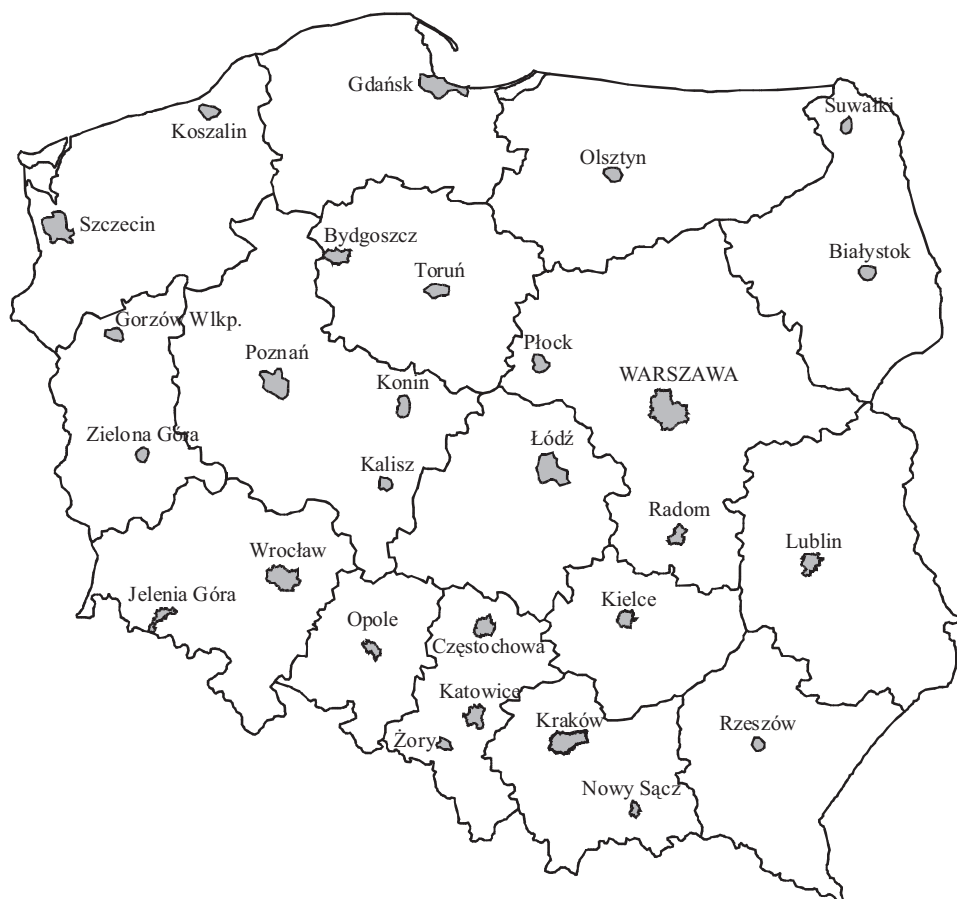 Gdańsk
Suwałki
Koszalin
Olsztyn
Szczecin
Bydgoszcz
Białystok
Toruń
Gorzów Wlkp.
Płock
Poznań
WARSZAWA
Konin
Zielona Góra
Łódź
Kalisz
Radom
Lublin
Wrocław
Jelenia Góra
Kielce
Opole
Częstochowa
Katowice
Kraków
Rzeszów
Żory
Nowy Sącz